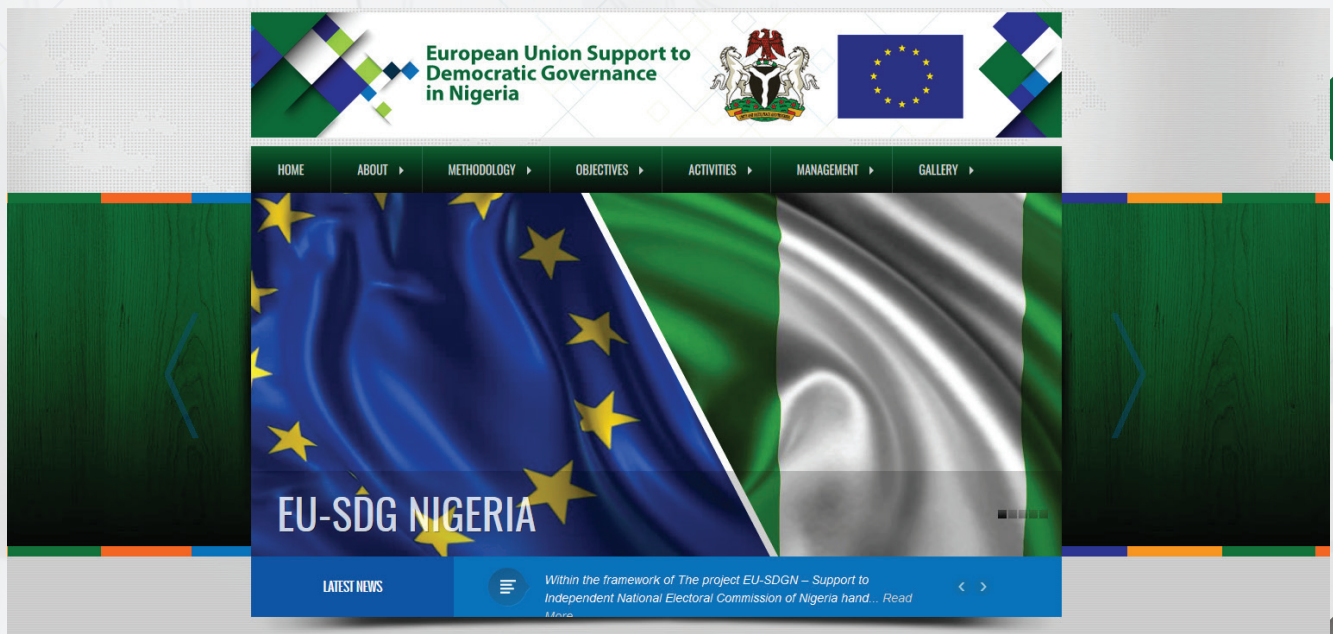 European Union Support to
Democratic Governance
in Nigeria
HOME
ABOUT
METHODOLOGY
OBJECTIVES
ACTIVITIES
MANAGEMENT
GALLERY
EU-SDG NIGERIA
LATEST NEWS
Within the framework of The project EU-SDGN – Support to
Independent National Electoral Commission of Nigeria hand... Read
More